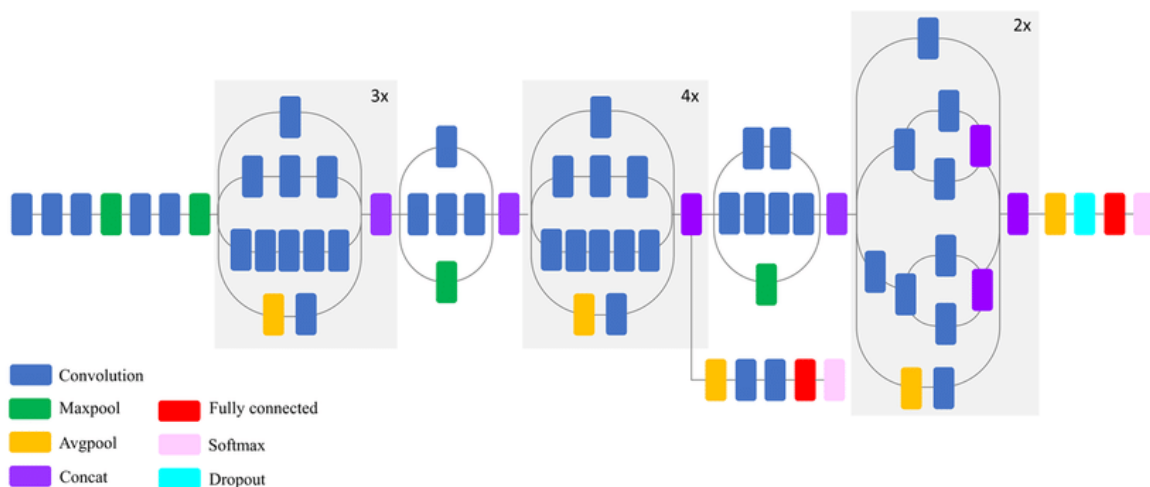 3x
4x
2x
Convolution
Maxpool
Avgpool
Concat
Fully connected
Softmax
Dropout